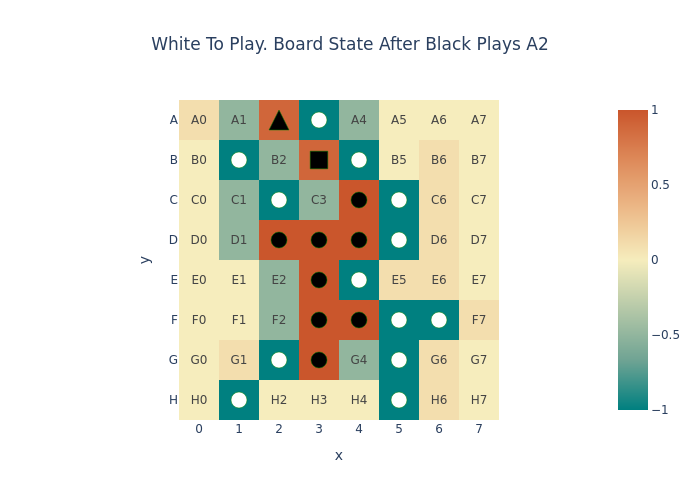 White To Play. Board State After Black Plays A2
A A0 A1 A4 A5 A6 A7
B B0 B2 B5 B6 B7
C C0 C1 C3 C6 C7
D D0 D1 D6 D7
E E0 E1 E2 E5 E6 E7
F F0 F1 F2 F7
G G0 G1 G4 G6 G7
H H0 H2 H3 H4 H6 H7
0 1 2 3 4 5 6 7
x
y
1
0.5
0
−0.5
−1